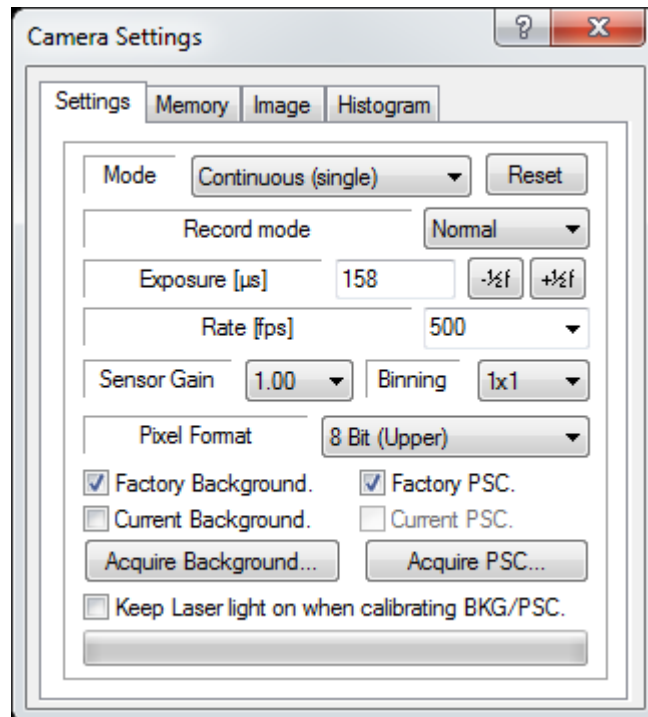 Camera Settings ? X
Settings Memory Image Histogram
Mode Continuous (single) Reset
Record mode Normal
Exposure [µs] 158 -½f +½f
Rate [fps] 500
Sensor Gain 1.00 Binning 1x1
Pixel Format 8 Bit (Upper)
Factory Background. Factory PSC.
Current Background. Current PSC.
Acquire Background... Acquire PSC...
Keep Laser light on when calibrating BKG/PSC.